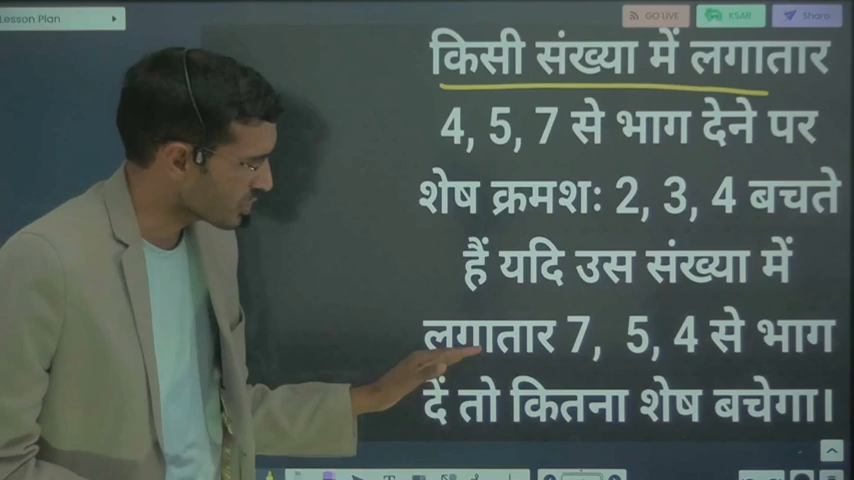 Lesson Plan
GO LIVE KSAR Share
किसी संख्या में लगातार
4, 5, 7 से भाग देने पर
शेष क्रमशः 2, 3, 4 बचते
हैं यदि उस संख्या में
लगातार 7, 5, 4 से भाग
दें तो कितना शेष बचेगा।